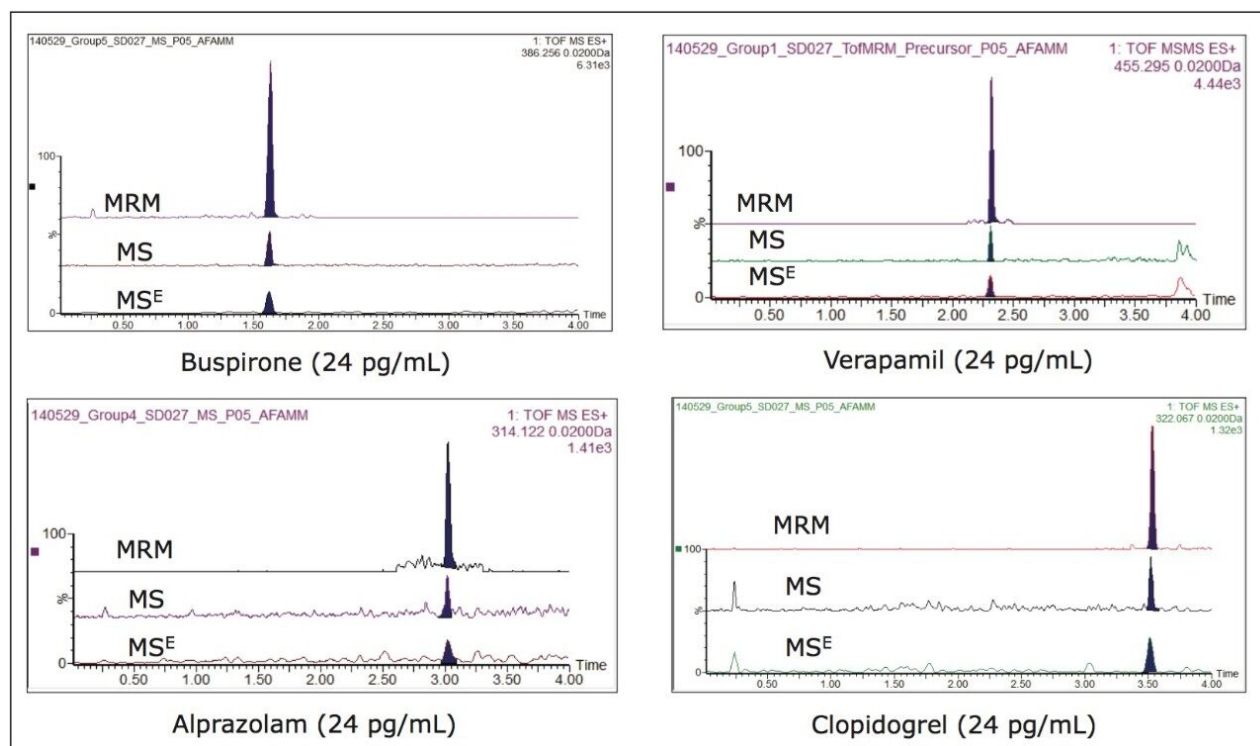 140529_Group5_SD027_MS_P05_AFAMM
1: TOF MS ES+
386.256 0.0200Da
6.31e3
100
%
0
MRM
MS
MSᴱ
0.50 1.00 1.50 2.00 2.50 3.00 3.50 4.00
Time
Buspirone (24 pg/mL)
140529_Group1_SD027_TofMRM_Precursor_P05_AFAMM
1: TOF MSMS ES+
455.295 0.0200Da
4.44e3
100
%
0
MRM
MS
MSᴱ
Time
0.50 1.00 1.50 2.00 2.50 3.00 3.50 4.00
Verapamil (24 pg/mL)
140529_Group4_SD027_MS_P05_AFAMM
1: TOF MS ES+
314.122 0.0200Da
1.41e3
100
%
0
MRM
MS
MSᴱ
Time
0.50 1.00 1.50 2.00 2.50 3.00 3.50 4.00
Alprazolam (24 pg/mL)
140529_Group5_SD027_MS_P05_AFAMM
1: TOF MS ES+
322.067 0.0200Da
1.32e3
100
%
0
MRM
MS
MSᴱ
Time
0.50 1.00 1.50 2.00 2.50 3.00 3.50 4.00
Clopidogrel (24 pg/mL)